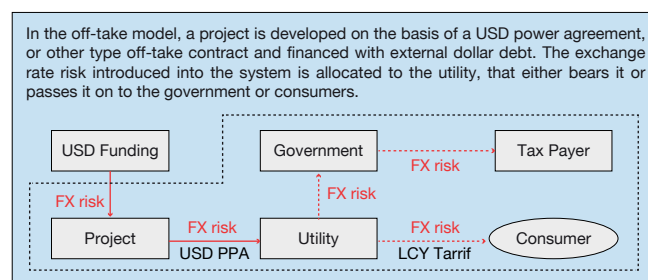 In the off-take model, a project is developed on the basis of a USD power agreement,
or other type off-take contract and financed with external dollar debt. The exchange
rate risk introduced into the system is allocated to the utility, that either bears it or
passes it on to the government or consumers.
USD Funding
Government
Tax Payer
FX risk
FX risk
FX risk
FX risk
FX risk
Project
USD PPA
Utility
LCY Tarrif
Consumer